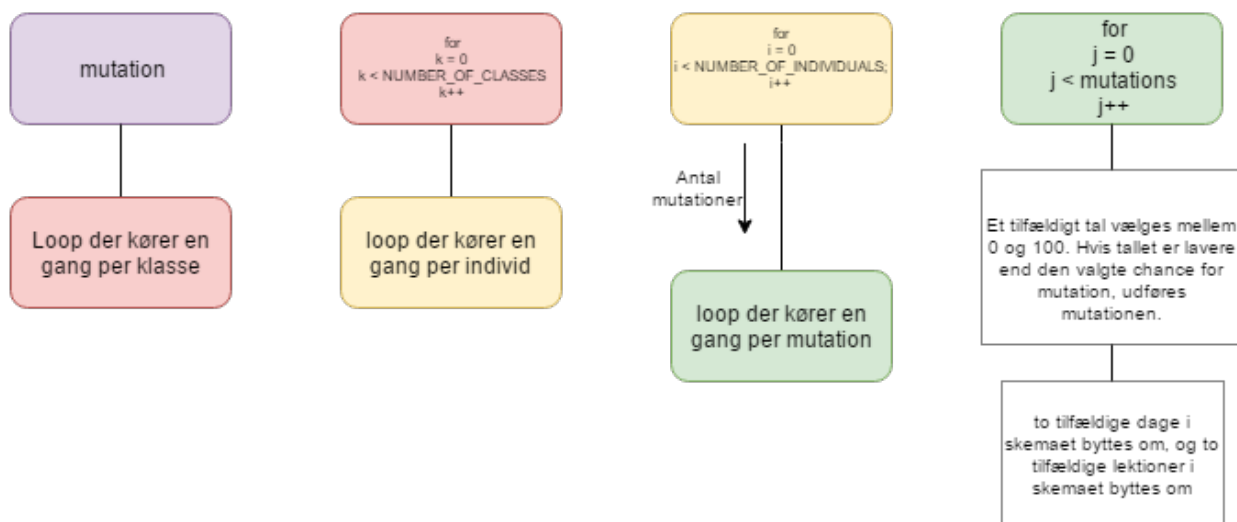 mutation
Loop der kører en
gang per klasse
for
k = 0
k < NUMBER_OF_CLASSES
k++
loop der kører en
gang per individ
for
i = 0
i < NUMBER_OF_INDIVIDUALS;
i++
Antal
mutationer
loop der kører en
gang per mutation
for
j = 0
j < mutations
j++
Et tilfældigt tal vælges mellem
0 og 100. Hvis tallet er lavere
end den valgte chance for
mutation, udføres
mutationen.
to tilfældige dage i
skemaet byttes om, og to
tilfældige lektioner i
skemaet byttes om